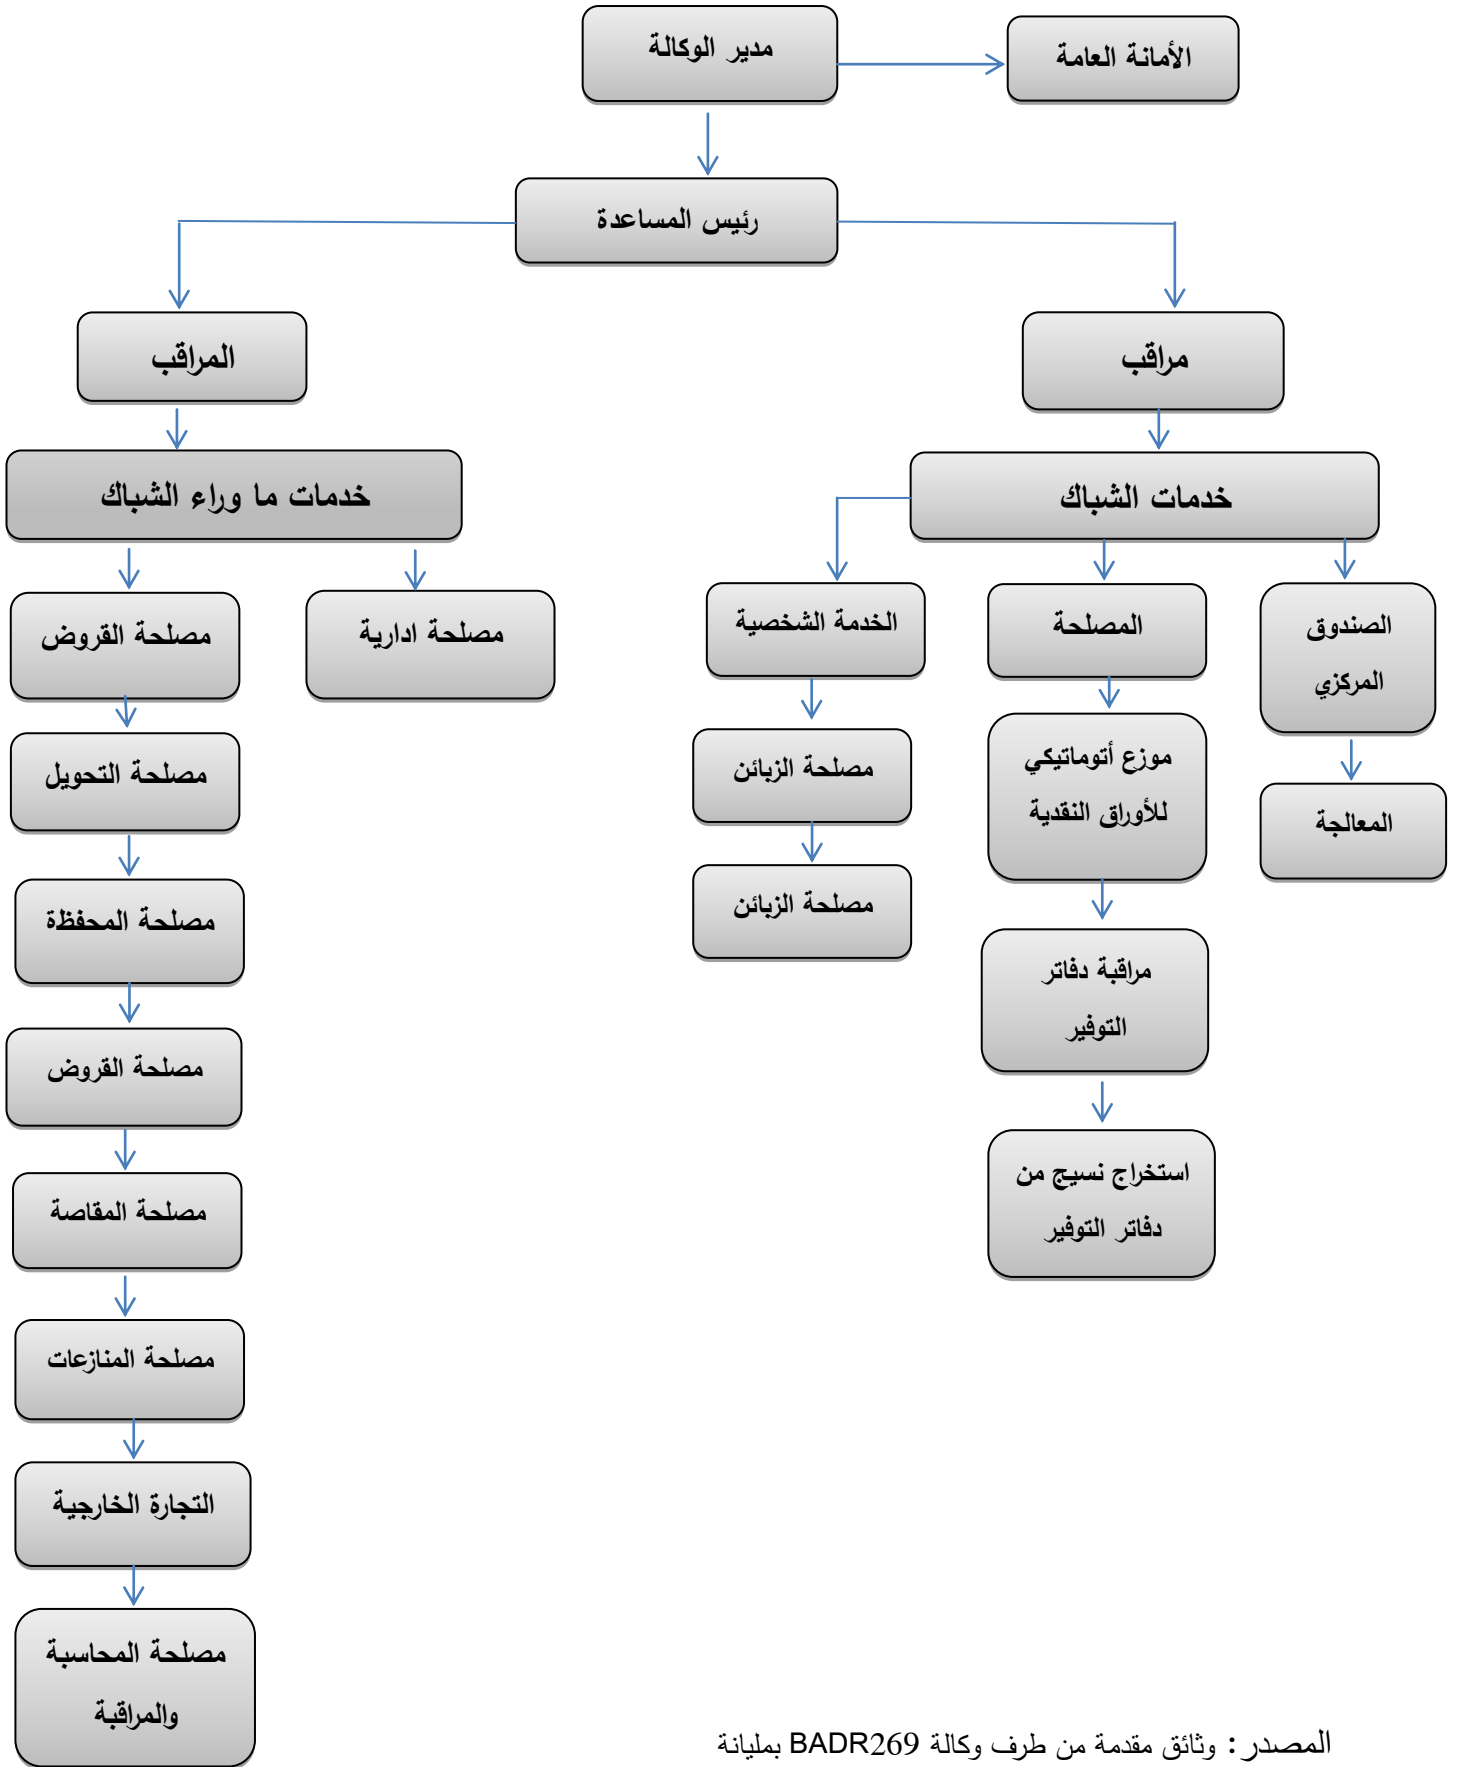 مدير الوكالة
الأمانة العامة
رئيس المساعدة
مراقب
المراقب
خدمات الشباك
خدمات ما وراء الشباك
الصندوق
المركزي
المعالجة
المصلحة
موزع أتوماتيكي
للأوراق النقدية
مراقبة دفاتر
التوفير
استخراج نسيج من
دفاتر التوفير
الخدمة الشخصية
مصلحة الزبائن
مصلحة الزبائن
مصلحة ادارية
مصلحة القروض
مصلحة التحويل
مصلحة المحفظة
مصلحة القروض
مصلحة المقاصة
مصلحة المنازعات
التجارة الخارجية
مصلحة المحاسبة
والمراقبة
المصدر: وثائق مقدمة من طرف وكالة BADR269 بمليانة